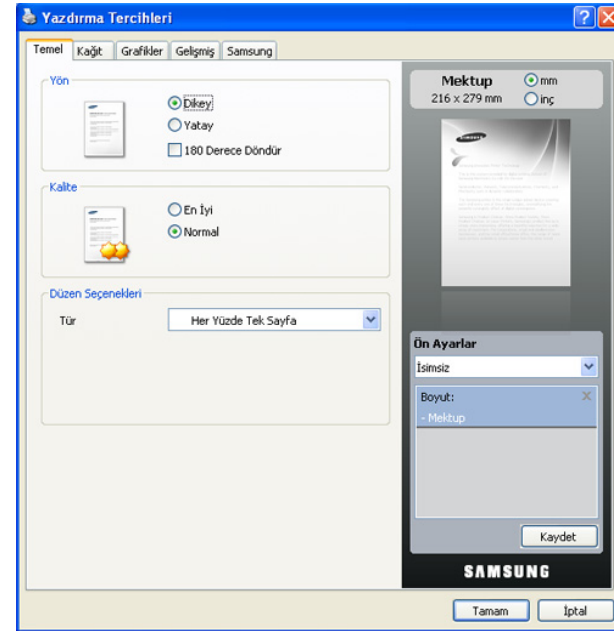 Yazdırma Tercihleri
Temel Kağıt Grafikler Gelişmiş Samsung
Yön
Dikey
Yatay
180 Derece Döndür
Kalite
En İyi
Normal
Düzen Seçenekleri
Tür Her Yüzde Tek Sayfa
Mektup
216 x 279 mm
mm
inç
Ön Ayarlar
İsimsiz
Boyut:
- Mektup
Kaydet
SAMSUNG
Tamam İptal